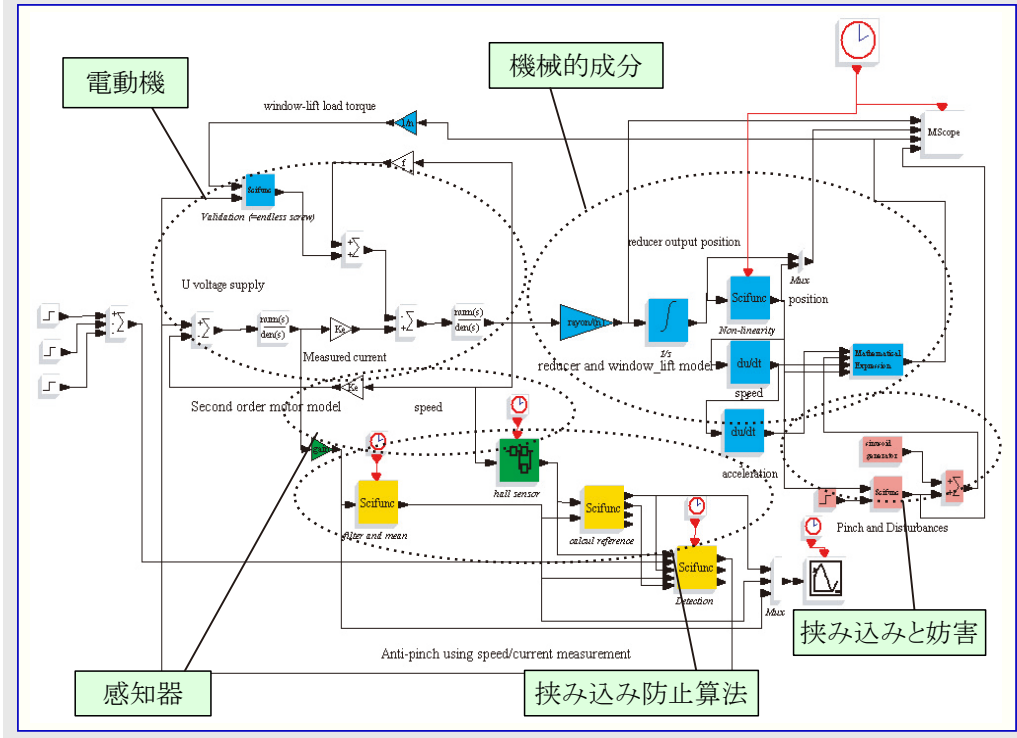 機械的成分
電動機
window-lift load torque
1/n
MScope
f
Scifunc
Validation (=endless screw)
+
+
Σ
reducer output position
Mux
U voltage supply
Scifunc
position
Non-linearity
+
-
Σ
+
-
Σ
num(s)
den(s)
Ke
-
+
Σ
num(s)
den(s)
rayon/(n)
∫
1/s
Measured current
reducer and window_lift model
du/dt
Mathematical
Expression
speed
Ke
Second order motor model
speed
du/dt
acceleration
gain
sinusoid
generator
hall sensor
Scifunc
+
+
Σ
Scifunc
filter and mean
Scifunc
calcul reference
Pinch and Disturbances
Scifunc
Detection
Mux
挟み込みと妨害
Anti-pinch using speed/current measurement
感知器
挟み込み防止算法